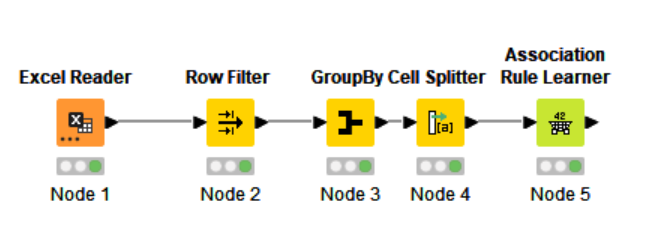 Association
Excel Reader Row Filter GroupBy Cell Splitter Rule Learner
X [a] 42
Node 1 Node 2 Node 3 Node 4 Node 5